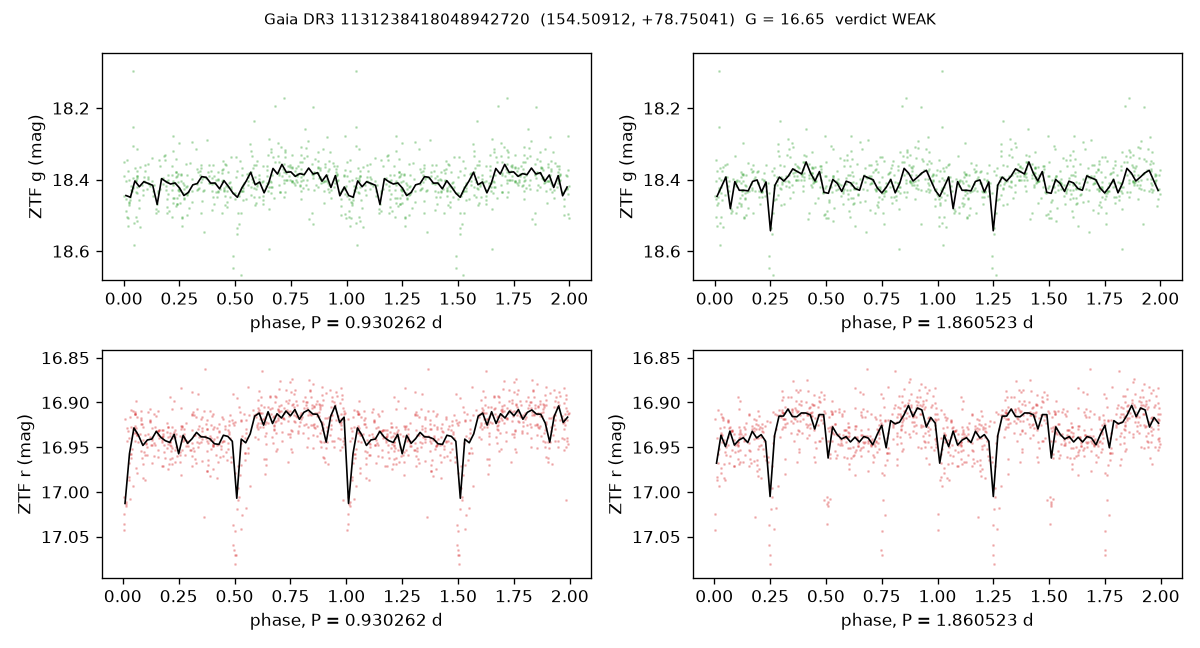 Gaia DR3 1131238418048942720  (154.50912, +78.75041)  G = 16.65  verdict WEAK
ZTF g (mag)
18.2
18.4
18.6
0.00 0.25 0.50 0.75 1.00 1.25 1.50 1.75 2.00
phase, P = 0.930262 d
ZTF g (mag)
18.2
18.4
18.6
0.00 0.25 0.50 0.75 1.00 1.25 1.50 1.75 2.00
phase, P = 1.860523 d
ZTF r (mag)
16.85
16.90
16.95
17.00
17.05
0.00 0.25 0.50 0.75 1.00 1.25 1.50 1.75 2.00
phase, P = 0.930262 d
ZTF r (mag)
16.85
16.90
16.95
17.00
17.05
0.00 0.25 0.50 0.75 1.00 1.25 1.50 1.75 2.00
phase, P = 1.860523 d